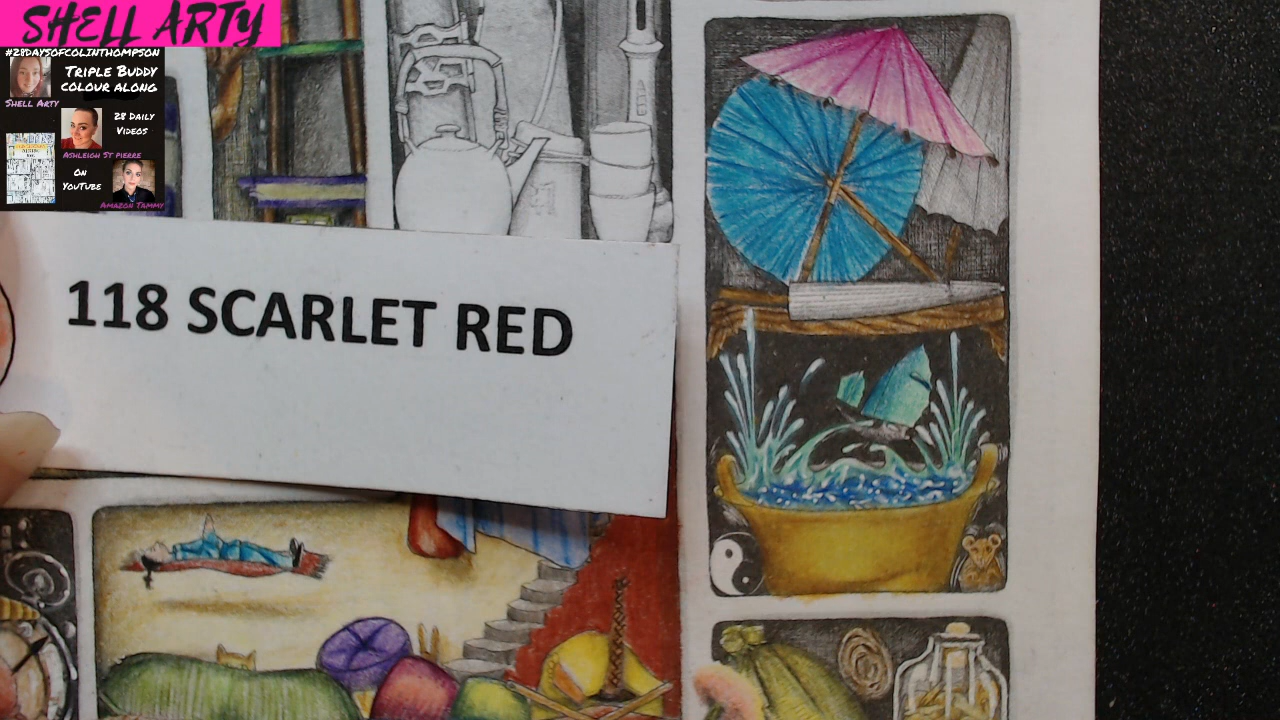 SHELL ARTY
#28DAYSOFCOLINTHOMPSON
TRIPLE BUDDY
COLOUR ALONG
SHELL ARTY
28 DAILY
VIDEOS
ASHLEIGH ST PIERRE
ON
YOUTUBE
AMAZON TAMMY
118 SCARLET RED